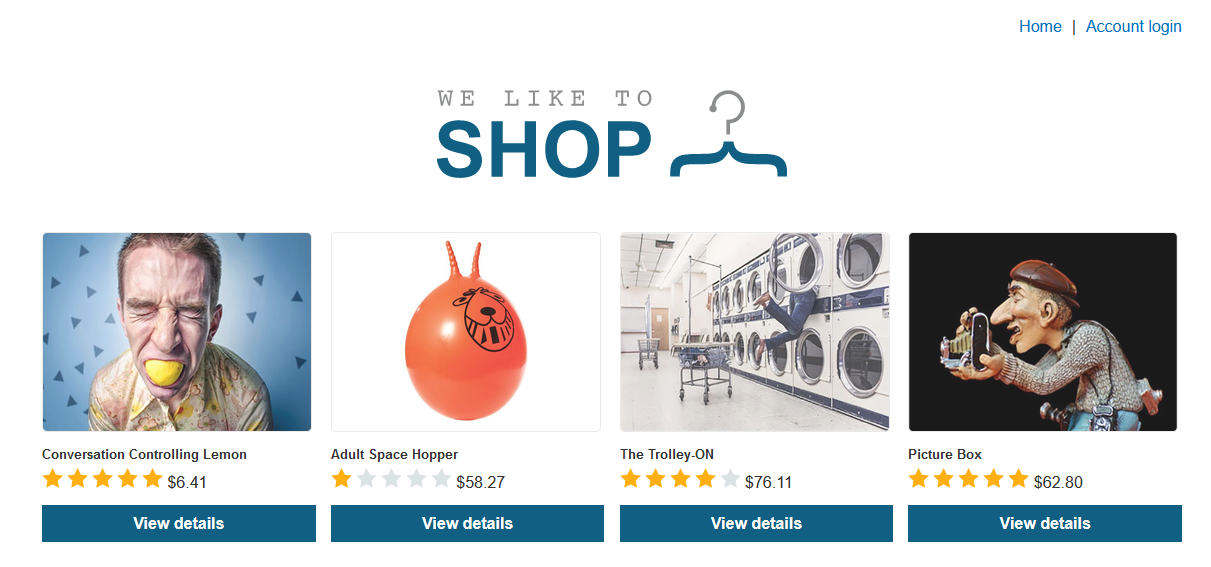 Home | Account login
WE LIKE TO
SHOP
Conversation Controlling Lemon
$6.41
View details
Adult Space Hopper
$58.27
View details
The Trolley-ON
$76.11
View details
Picture Box
$62.80
View details